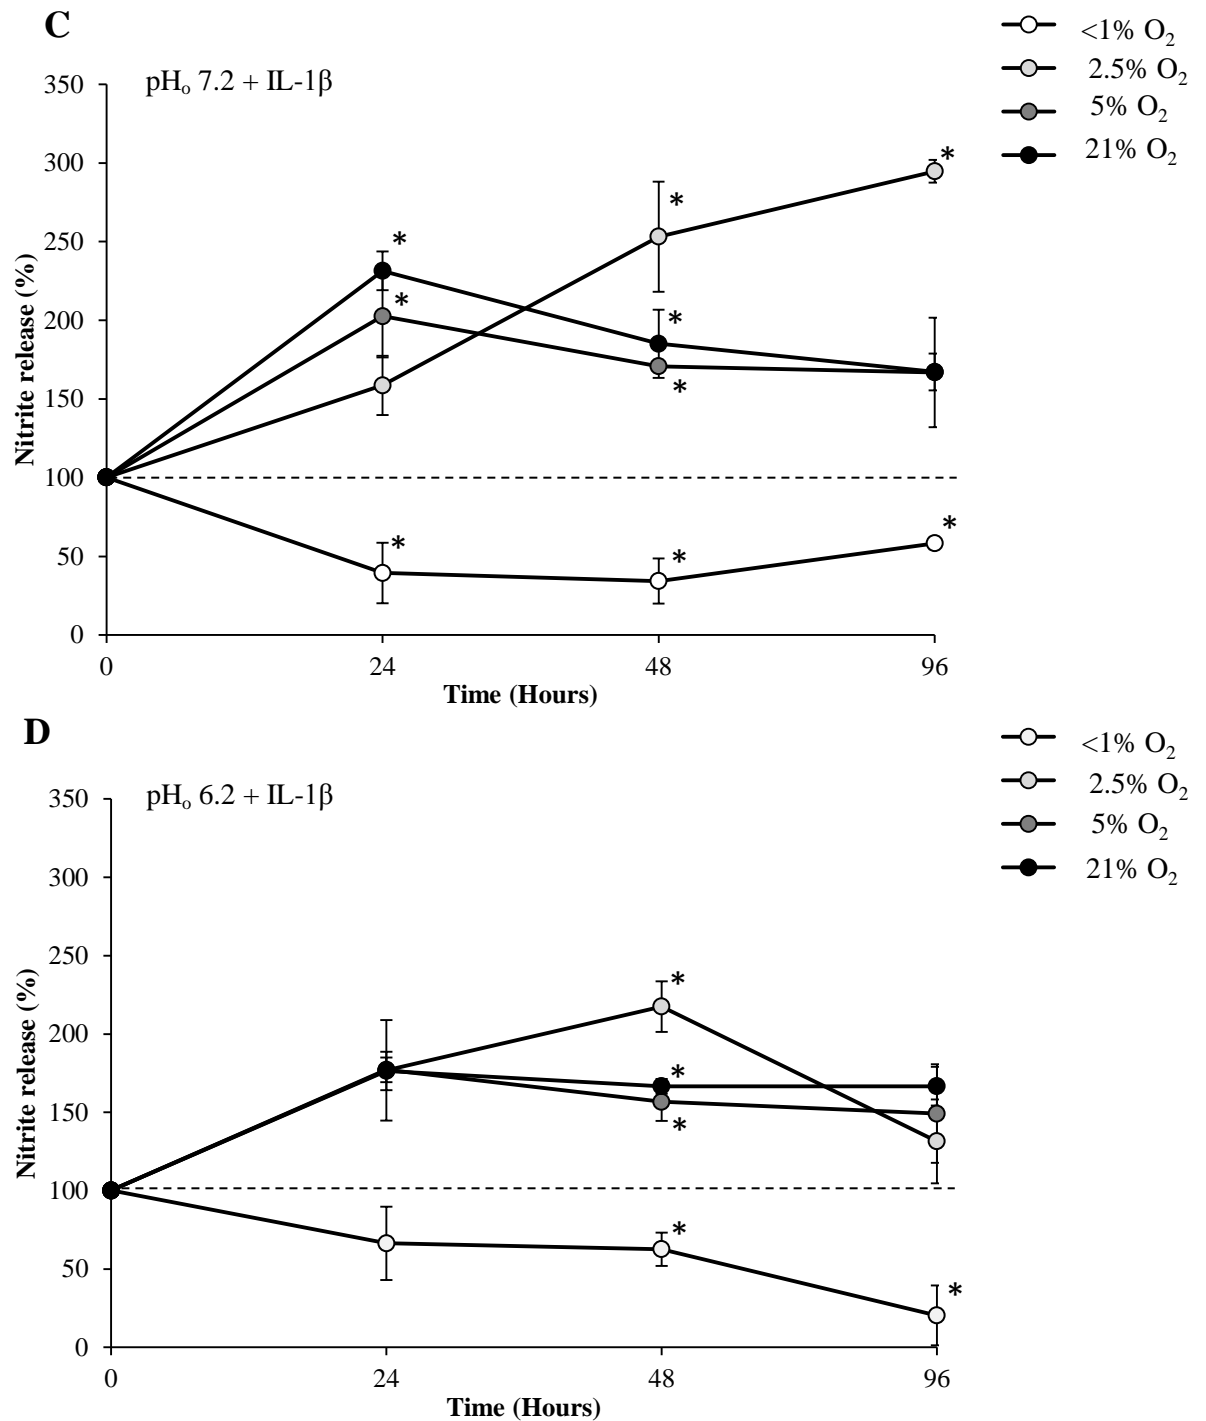 C
pHₒ 7.2 + IL-1β
<1% O₂
2.5% O₂
5% O₂
21% O₂
350
300
250
200
150
100
50
0
Nitrite release (%)
* * * * * * * * *
0 24 48 96
Time (Hours)
D
pHₒ 6.2 + IL-1β
<1% O₂
2.5% O₂
5% O₂
21% O₂
350
300
250
200
150
100
50
0
Nitrite release (%)
* * * * *
0 24 48 96
Time (Hours)